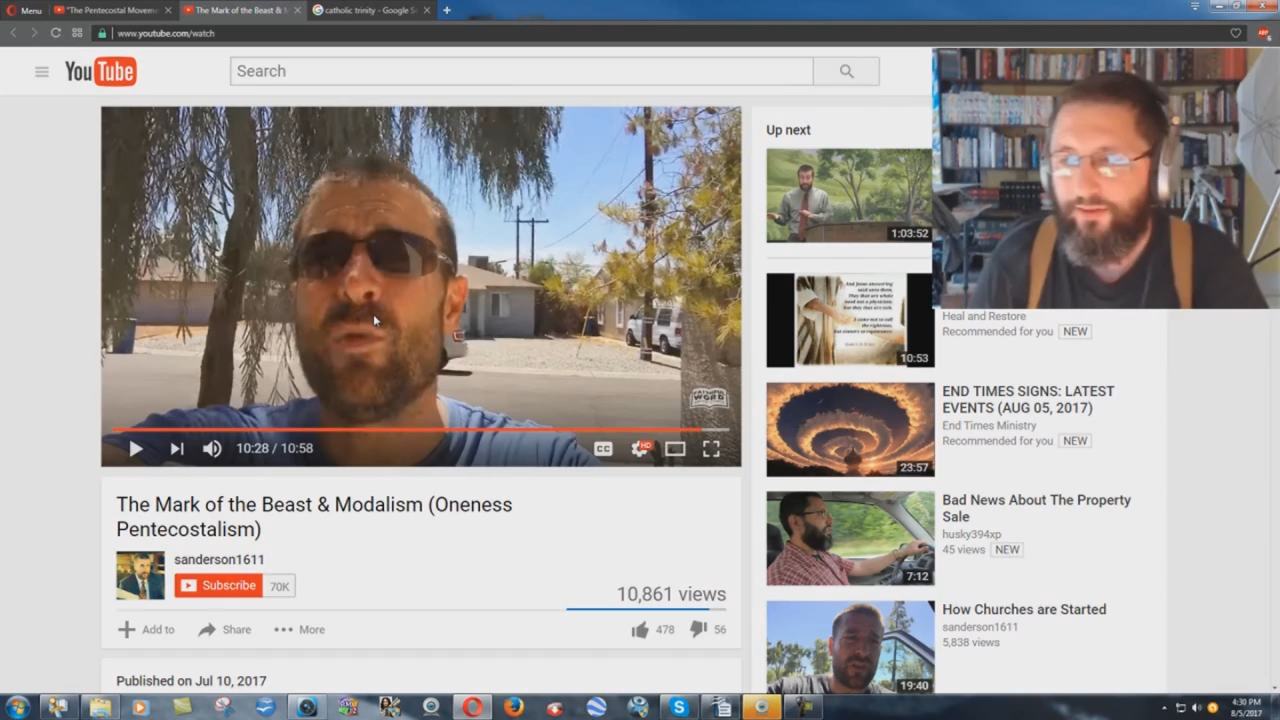 Menu
"The Pentecostal Movem
The Mark of the Beast & M
catholic trinity - Google S
www.youtube.com/watch
YouTube
Search
Up next
1:03:52
10:53
Heal and Restore
Recommended for you NEW
END TIMES SIGNS: LATEST
EVENTS (AUG 05, 2017)
End Times Ministry
Recommended for you NEW
23:57
Bad News About The Property
Sale
husky394xp
45 views NEW
7:12
How Churches are Started
sanderson1611
5,838 views
19:40
FAITHFUL
WORD
10:28 / 10:58
CC
HD
The Mark of the Beast & Modalism (Oneness
Pentecostalism)
sanderson1611
Subscribe 70K
10,861 views
Add to Share More
478 56
Published on Jul 10, 2017
4:30 PM
8/5/2017